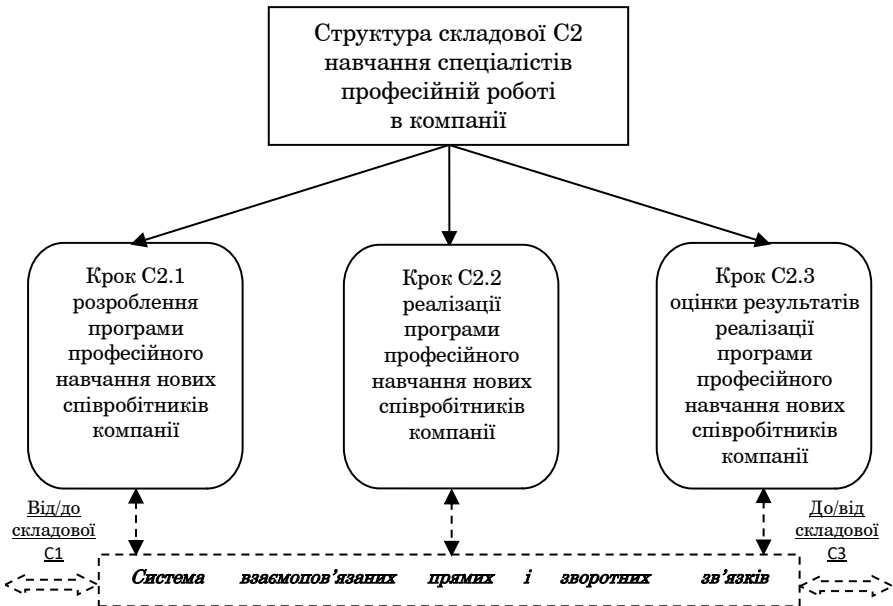 Структура складової С2
навчання спеціалістів
професійній роботі
в компанії
Крок С2.1
розроблення
програми
професійного
навчання нових
співробітників
компанії
Крок С2.2
реалізації
програми
професійного
навчання нових
співробітників
компанії
Крок С2.3
оцінки результатів
реалізації
програми
професійного
навчання нових
співробітників
компанії
Від/до
складової
С1
До/від
складової
С3
Система взаємопов’язаних прямих і зворотних зв’язків